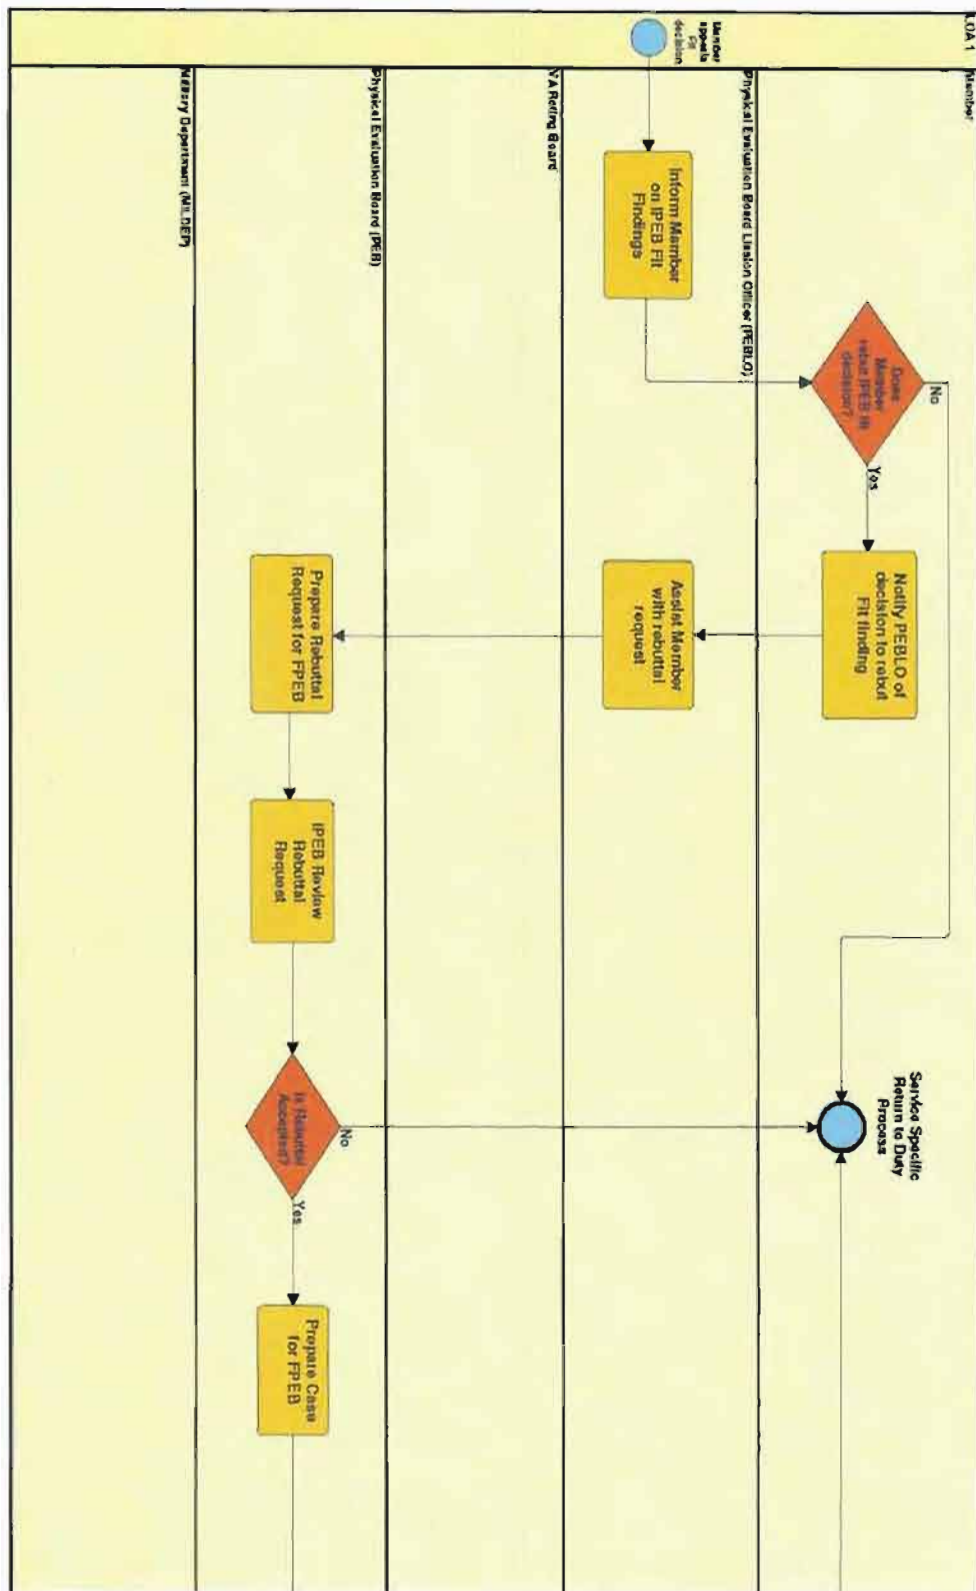 Member
Member
appeals
Fit
decision
Physical Evaluation Board Liasion Officer (PEBLO)
VA Rating Board
Physical Evaluation Board (PEB)
Military Department (MILDEP)
Does
Member
rebut IPEB fit
decision?
No
Yes
Notify PEBLO of
decision to rebut
Fit finding
Service Specific
Return to Duty
Process
Inform Member
on IPEB Fit
Findings
Assist Member
with rebuttal
request
Prepare Rebuttal
Request for FPEB
IPEB Review
Rebuttal
Request
Is Rebuttal
Accepted?
No
Yes
Prepare Case
for FPEB